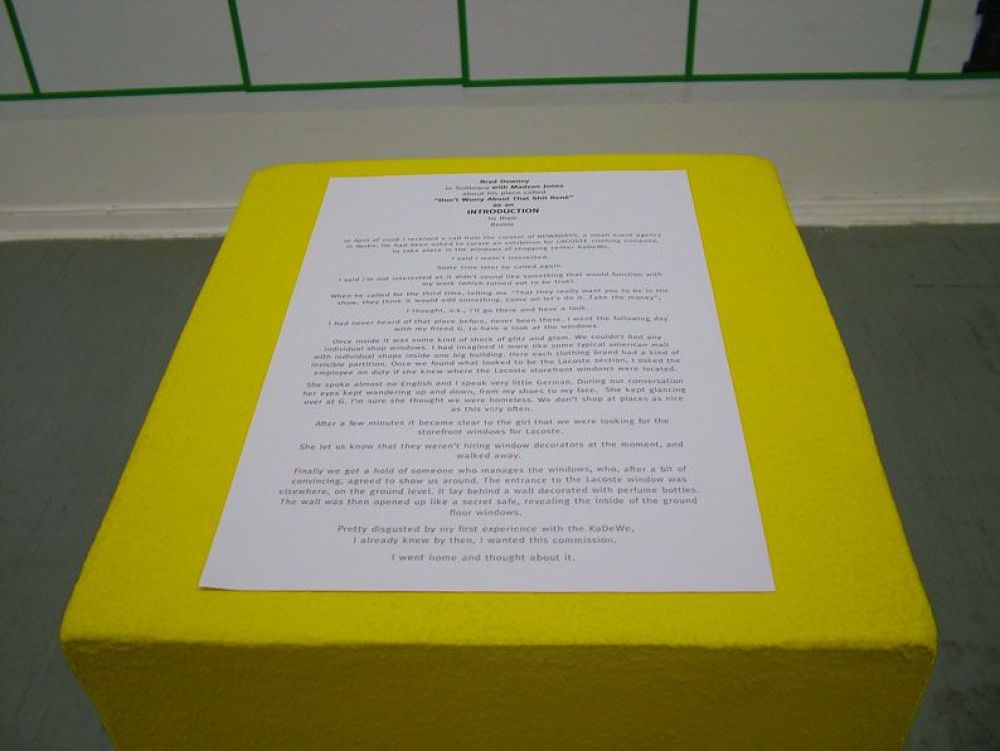 Brad Downey
in Soliloquy with Madson Jones
about his piece called
"Don't Worry About That Shit René"
as an
INTRODUCTION
to their
In April of 2008 I received a call from the curator of NOWADAYS, a small event agency
in Berlin. He had been asked to curate an exhibition for LACOSTE clothing company,
to take place in the windows of shopping center KaDeWe.
I said I wasn't interested.
Some time later he called again.
I said I'm not interested as it didn't sound like something that would function with
my work (which turned out to be true).
When he called for the third time, telling me "That they really want you to be in the
show, they think it would add something. Come on let's do it. Take the money",
I thought, o.k., I'll go there and have a look.
I had never heard of that place before, never been there. I went the following day
with my friend G. to have a look at the windows.
Once inside it was some kind of shock of glitz and glam. We couldn't find any
individual shop windows. I had imagined it more like some typical american mall
with individual shops inside one big building. Here each clothing brand had a kind of
invisible partition. Once we found what looked to be the Lacoste section, I asked the
employee on duty if she knew where the Lacoste storefront windows were located.
She spoke almost no English and I speak very little German. During our conversation
her eyes kept wandering up and down, from my shoes to my face. She kept glancing
over at G. I'm sure she thought we were homeless. We don't shop at places as nice
as this very often.
After a few minutes it became clear to the girl that we were looking for the
storefront windows for Lacoste.
She let us know that they weren't hiring window decorators at the moment, and
walked away.
Finally we got a hold of someone who manages the windows, who, after a bit of
convincing, agreed to show us around. The entrance to the Lacoste window was
elsewhere, on the ground level. It lay behind a wall decorated with perfume bottles.
The wall was then opened up like a secret safe, revealing the inside of the ground
floor windows.
Pretty disgusted by my first experience with the KaDeWe,
I already knew by then, I wanted this commission.
I went home and thought about it.